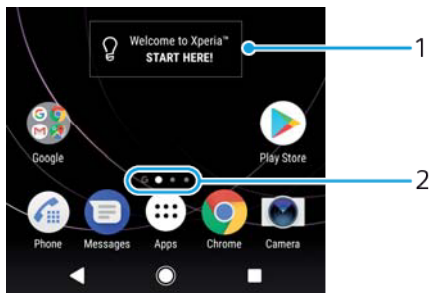 Welcome to Xperia™
START HERE!
1
Google
Play Store
2
Phone Messages Apps Chrome Camera